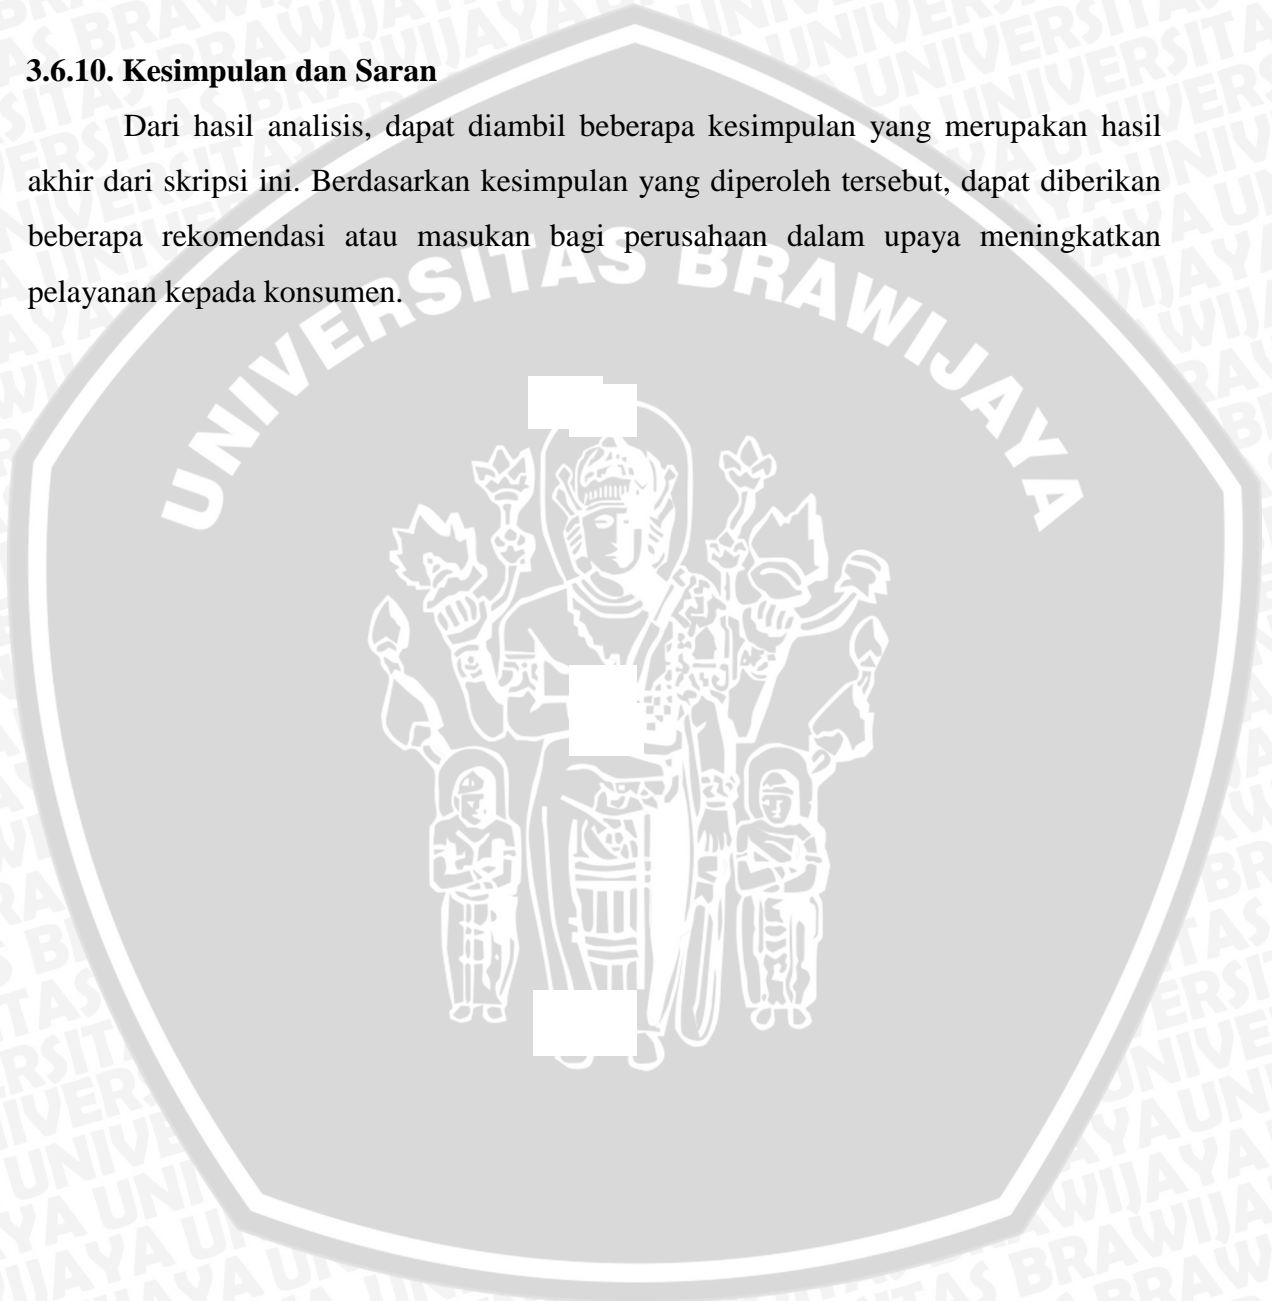 3.6.10. Kesimpulan dan Saran
Dari hasil analisis, dapat diambil beberapa kesimpulan yang merupakan hasil
akhir dari skripsi ini. Berdasarkan kesimpulan yang diperoleh tersebut, dapat diberikan
beberapa rekomendasi atau masukan bagi perusahaan dalam upaya meningkatkan
pelayanan kepada konsumen.
UNIVERSITAS BRAWIJAYA